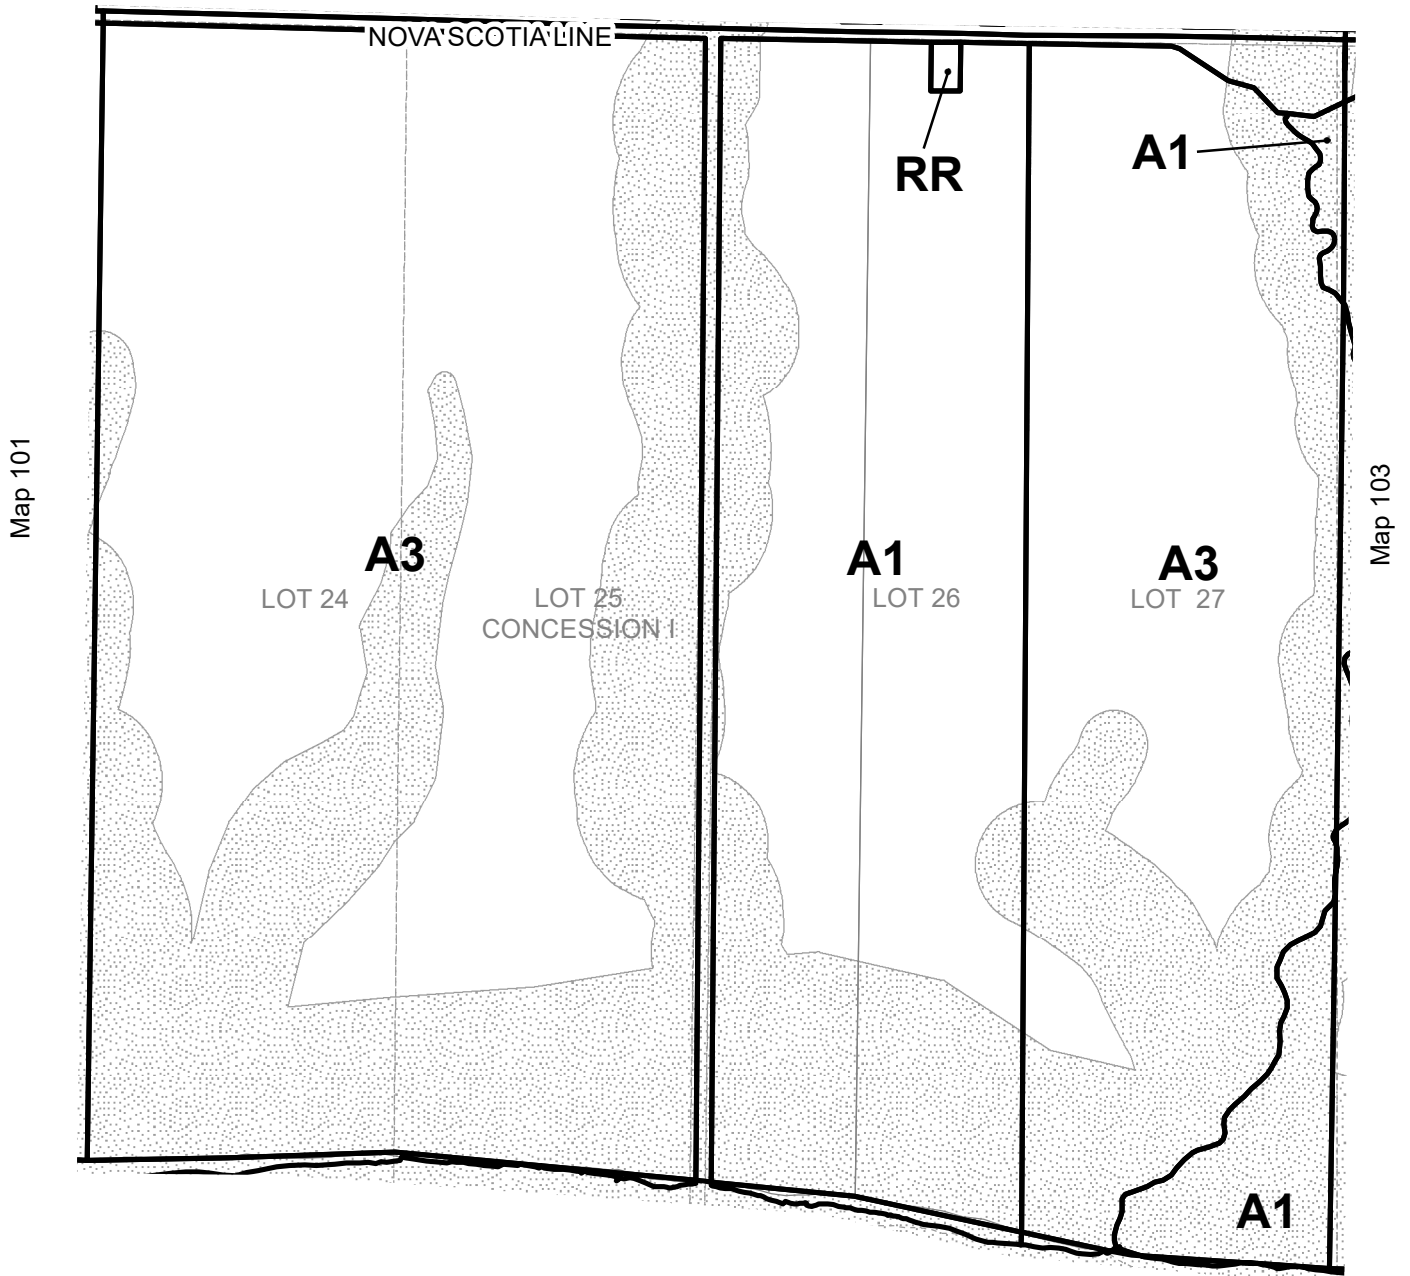 NOVA SCOTIA LINE
RR
A1
Map 101
Map 103
A3
A1
A3
LOT 24
LOT 25
CONCESSION I
LOT 26
LOT 27
A1